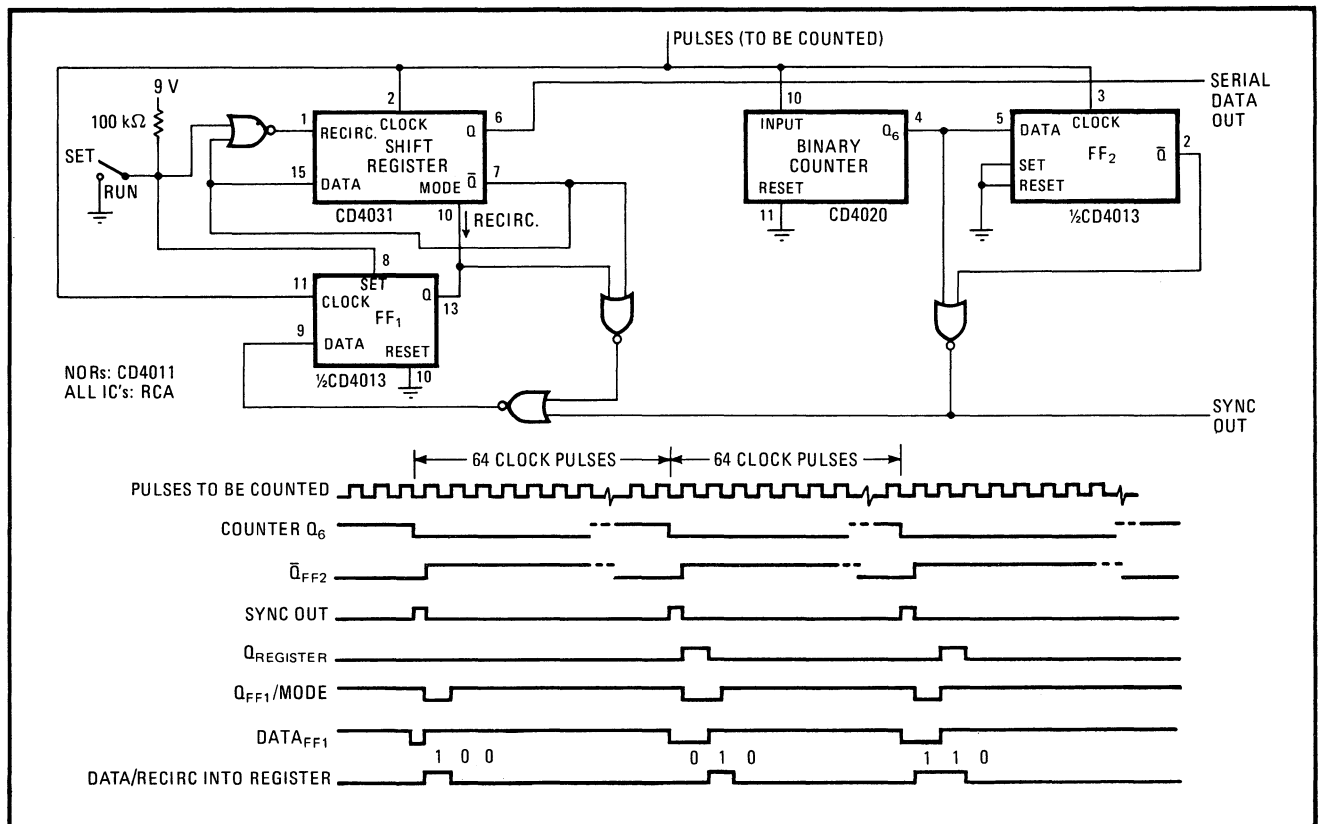 PULSES (TO BE COUNTED)
9 V
100 kΩ
SET
RUN
1
2
RECIRC.
CLOCK
SHIFT
REGISTER
Q
6
15
DATA
MODE
Q̅
7
CD4031
10
RECIRC.
10
INPUT
BINARY
COUNTER
Q₆
4
RESET
11
CD4020
3
5
DATA
CLOCK
FF₂
SET
RESET
Q̅
2
½CD4013
SERIAL
DATA
OUT
8
SET
11
CLOCK
Q
13
FF₁
9
DATA
RESET
10
½CD4013
NORs: CD4011
ALL IC's: RCA
SYNC
OUT
64 CLOCK PULSES
64 CLOCK PULSES
PULSES TO BE COUNTED
COUNTER Q₆
Q̅FF2
SYNC OUT
QREGISTER
QFF1/MODE
DATAFF1
1 0 0
0 1 0
1 1 0
DATA/RECIRC INTO REGISTER